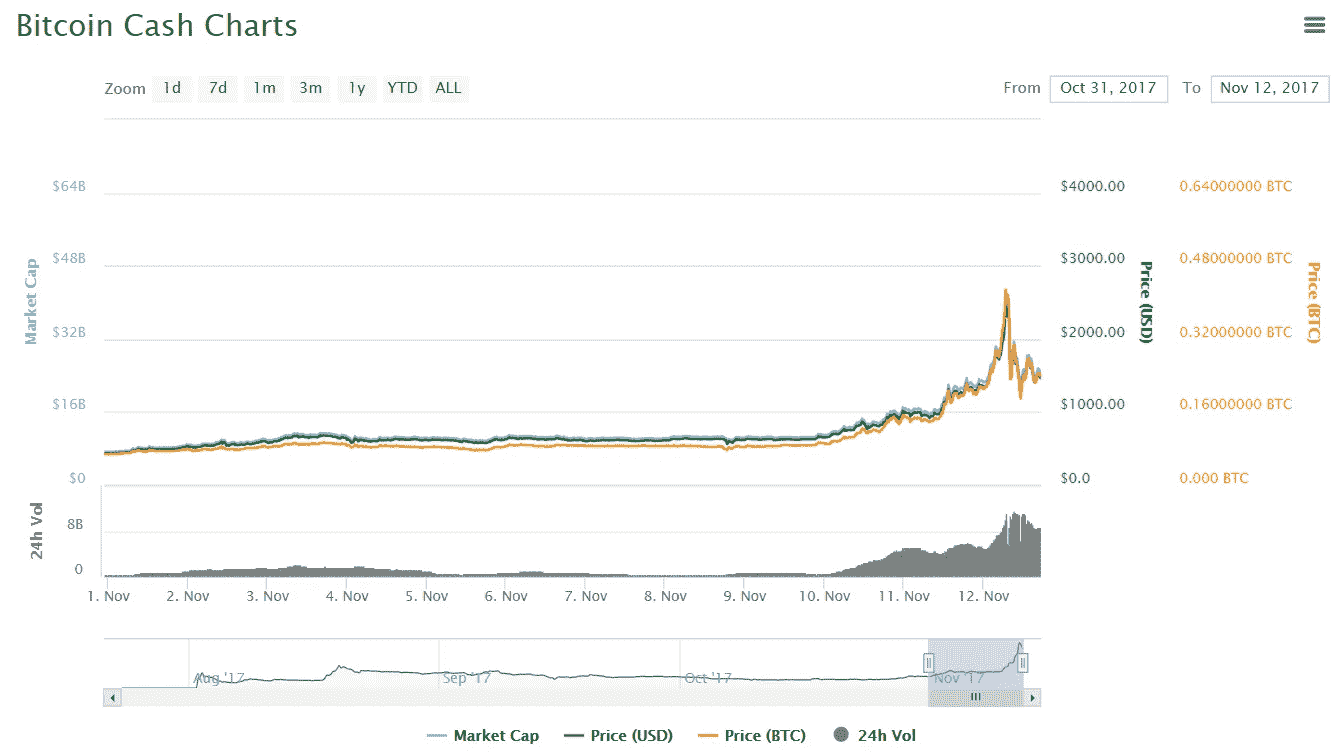 Bitcoin Cash Charts
Zoom 1d 7d 1m 3m 1y YTD ALL From Oct 31, 2017 To Nov 12, 2017
$64B $4000.00 0.64000000 BTC
$48B $3000.00 0.48000000 BTC
Market Cap Price (USD) Price (BTC)
$32B $2000.00 0.32000000 BTC
$16B $1000.00 0.16000000 BTC
$0 $0.0 0.000 BTC
24h Vol
8B
0
1. Nov 2. Nov 3. Nov 4. Nov 5. Nov 6. Nov 7. Nov 8. Nov 9. Nov 10. Nov 11. Nov 12. Nov
Aug '17 Sep '17 Oct '17 Nov '17
Market Cap Price (USD) Price (BTC) 24h Vol